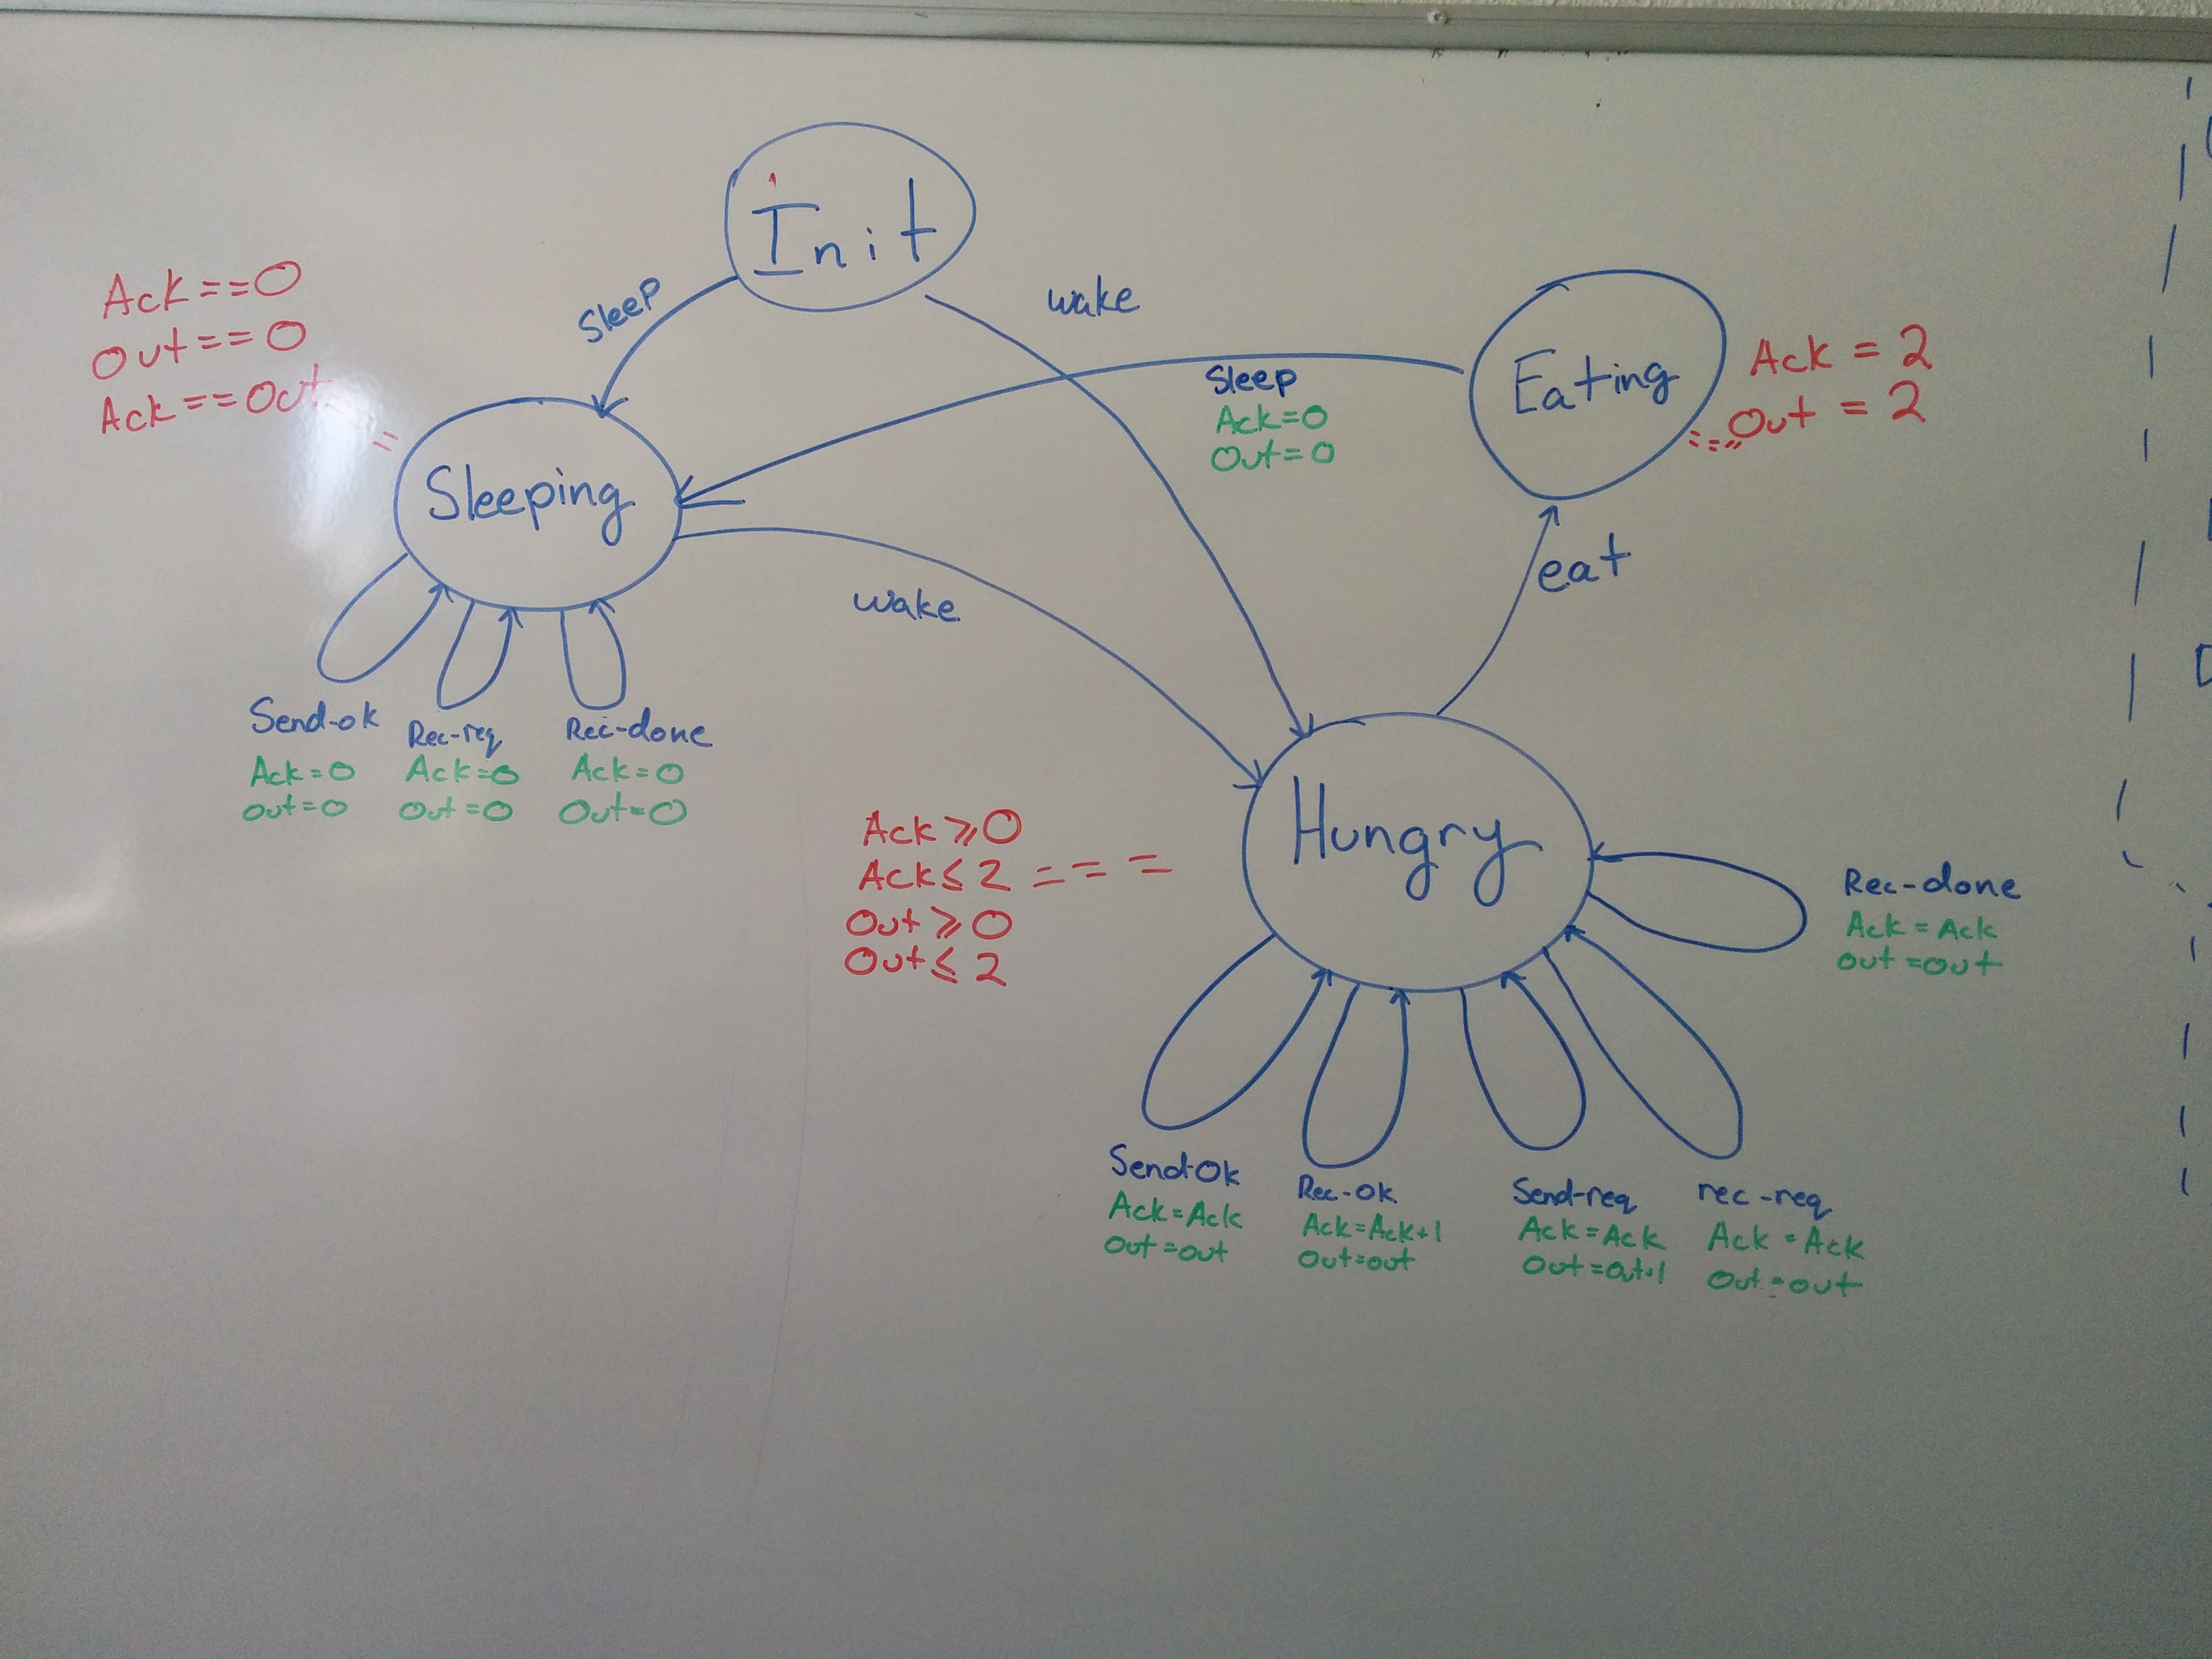 Init
Sleep
wake
Ack==0
Out==0
Ack==Out
Sleeping
Sleep
Ack=0
Out=0
Eating
Ack = 2
Out = 2
wake
eat
Send-ok
Ack=0
out=0
Rec-req
Ack=0
Out=0
Rec-done
Ack=0
Out=0
Ack⩾0
Ack≤2
Out⩾0
Out≤2
Hungry
Rec-done
Ack=Ack
out=out
Send-Ok
Ack=Ack
Out=out
Rec-ok
Ack=Ack+1
Out=out
Send-req
Ack=Ack
Out=out+1
rec-req
Ack=Ack
Out=out